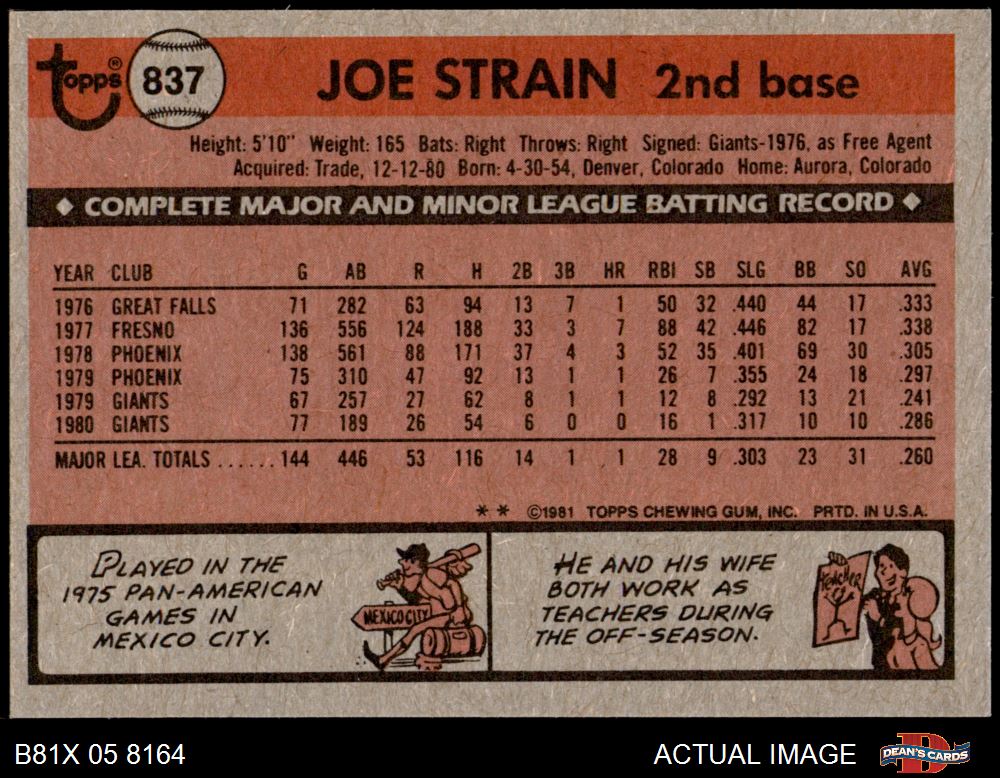 Topps® 837 JOE STRAIN 2nd base
Height: 5'10" Weight: 165 Bats: Right Throws: Right Signed: Giants-1976, as Free Agent
Acquired: Trade, 12-12-80 Born: 4-30-54, Denver, Colorado Home: Aurora, Colorado
◆ COMPLETE MAJOR AND MINOR LEAGUE BATTING RECORD ◆
YEAR CLUB G AB R H 2B 3B HR RBI SB SLG BB SO AVG
1976 GREAT FALLS 71 282 63 94 13 7 1 50 32 .440 44 17 .333
1977 FRESNO 136 556 124 188 33 3 7 88 42 .446 82 17 .338
1978 PHOENIX 138 561 88 171 37 4 3 52 35 .401 69 30 .305
1979 PHOENIX 75 310 47 92 13 1 1 26 7 .355 24 18 .297
1979 GIANTS 67 257 27 62 8 1 1 12 8 .292 13 21 .241
1980 GIANTS 77 189 26 54 6 0 0 16 1 .317 10 10 .286
MAJOR LEA. TOTALS ...... 144 446 53 116 14 1 1 28 9 .303 23 31 .260
* * ©1981 TOPPS CHEWING GUM, INC. PRTD. IN U.S.A.
PLAYED IN THE
1975 PAN-AMERICAN
GAMES IN
MEXICO CITY.
MEXICO CITY
HE AND HIS WIFE
BOTH WORK AS
TEACHERS DURING
THE OFF-SEASON.
TEACHER
B81X 05 8164 ACTUAL IMAGE DEAN'S CARDS